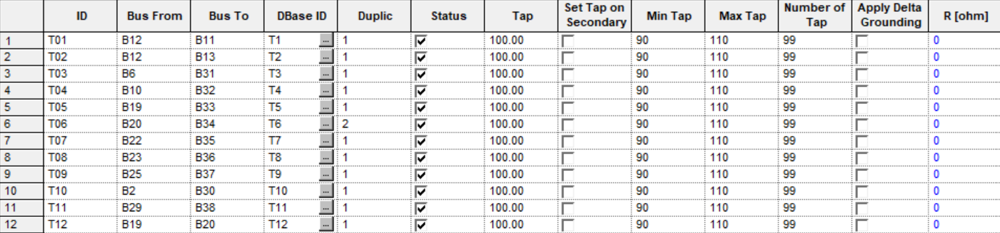 ID Bus From Bus To DBase ID Duplic Status Tap Set Tap on Secondary Min Tap Max Tap Number of Tap Apply Delta Grounding R [ohm]
1 T01 B12 B11 T1 ... 1 100.00 90 110 99 0
2 T02 B12 B13 T2 ... 1 100.00 90 110 99 0
3 T03 B6 B31 T3 ... 1 100.00 90 110 99 0
4 T04 B10 B32 T4 ... 1 100.00 90 110 99 0
5 T05 B19 B33 T5 ... 1 100.00 90 110 99 0
6 T06 B20 B34 T6 ... 2 100.00 90 110 99 0
7 T07 B22 B35 T7 ... 1 100.00 90 110 99 0
8 T08 B23 B36 T8 ... 1 100.00 90 110 99 0
9 T09 B25 B37 T9 ... 1 100.00 90 110 99 0
10 T10 B2 B30 T10 ... 1 100.00 90 110 99 0
11 T11 B29 B38 T11 ... 1 100.00 90 110 99 0
12 T12 B19 B20 T12 ... 1 100.00 90 110 99 0